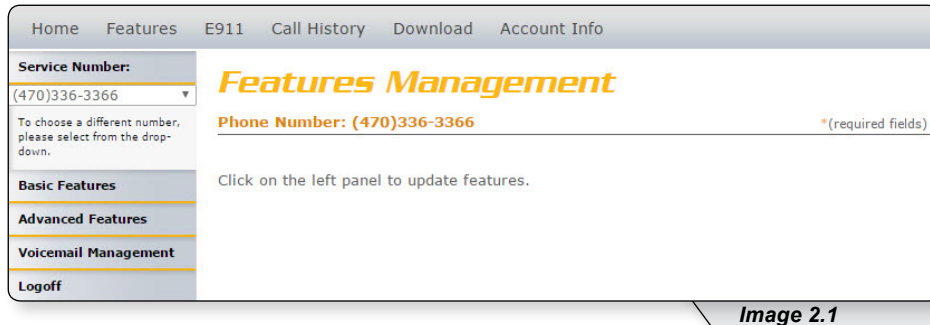 Home Features E911 Call History Download Account Info
Service Number:
(470)336-3366
To choose a different number,
please select from the drop-
down.
Basic Features
Advanced Features
Voicemail Management
Logoff
Features Management
Phone Number: (470)336-3366 *(required fields)
Click on the left panel to update features.
Image 2.1